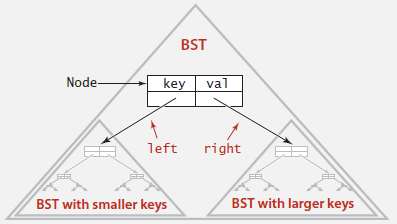 BST
Node
key val
left right
BST with smaller keys
BST with larger keys